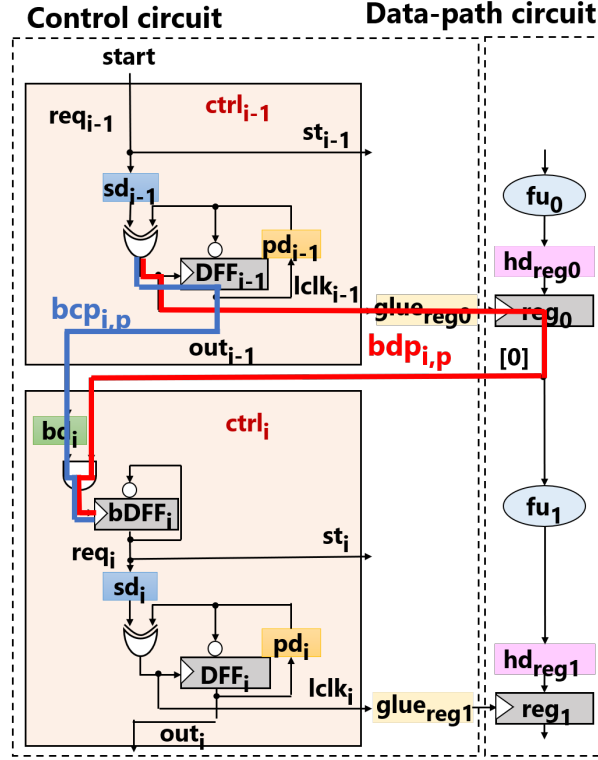 Control circuit
Data-path circuit
start
ctrl_{i-1}
req_{i-1}
st_{i-1}
sd_{i-1}
fu_0
pd_{i-1}
hd_{reg0}
DFF_{i-1}
lclk_{i-1}
glue_{reg0}
reg_0
bcp_{i,p}
out_{i-1}
bdp_{i,p}
[0]
ctrl_i
bd_i
bDFF_i
fu_1
req_i
st_i
sd_i
pd_i
hd_{reg1}
DFF_i
lclk_i
glue_{reg1}
reg_1
out_i